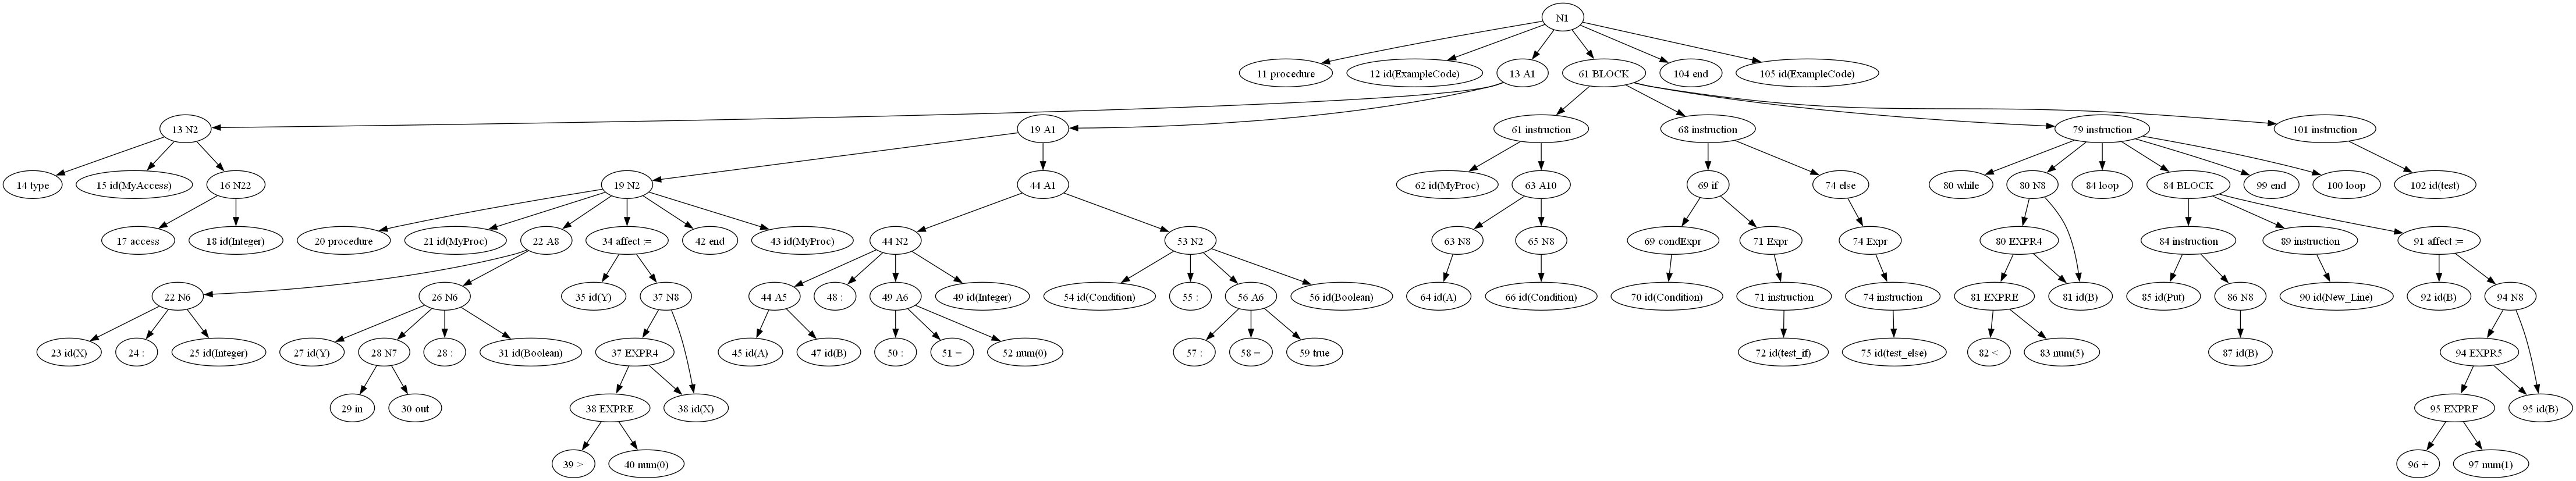 N1
11 procedure
12 id(ExampleCode)
13 A1
61 BLOCK
104 end
105 id(ExampleCode)
13 N2
19 A1
61 instruction
68 instruction
79 instruction
101 instruction
14 type
15 id(MyAccess)
16 N22
19 N2
44 A1
62 id(MyProc)
63 A10
69 if
74 else
80 while
80 N8
84 loop
84 BLOCK
99 end
100 loop
102 id(test)
17 access
18 id(Integer)
20 procedure
21 id(MyProc)
22 A8
34 affect :=
42 end
43 id(MyProc)
44 N2
53 N2
63 N8
65 N8
69 condExpr
71 Expr
74 Expr
80 EXPR4
84 instruction
89 instruction
91 affect :=
22 N6
26 N6
35 id(Y)
37 N8
44 A5
48 :
49 A6
49 id(Integer)
54 id(Condition)
55 :
56 A6
56 id(Boolean)
64 id(A)
66 id(Condition)
70 id(Condition)
71 instruction
74 instruction
81 EXPRE
81 id(B)
85 id(Put)
86 N8
90 id(New_Line)
92 id(B)
94 N8
23 id(X)
24 :
25 id(Integer)
27 id(Y)
28 N7
28 :
31 id(Boolean)
37 EXPR4
45 id(A)
47 id(B)
50 :
51 =
52 num(0)
57 :
58 =
59 true
72 id(test_if)
75 id(test_else)
82 <
83 num(5)
87 id(B)
94 EXPR5
29 in
30 out
38 EXPRE
38 id(X)
95 EXPRF
95 id(B)
39 >
40 num(0)
96 +
97 num(1)